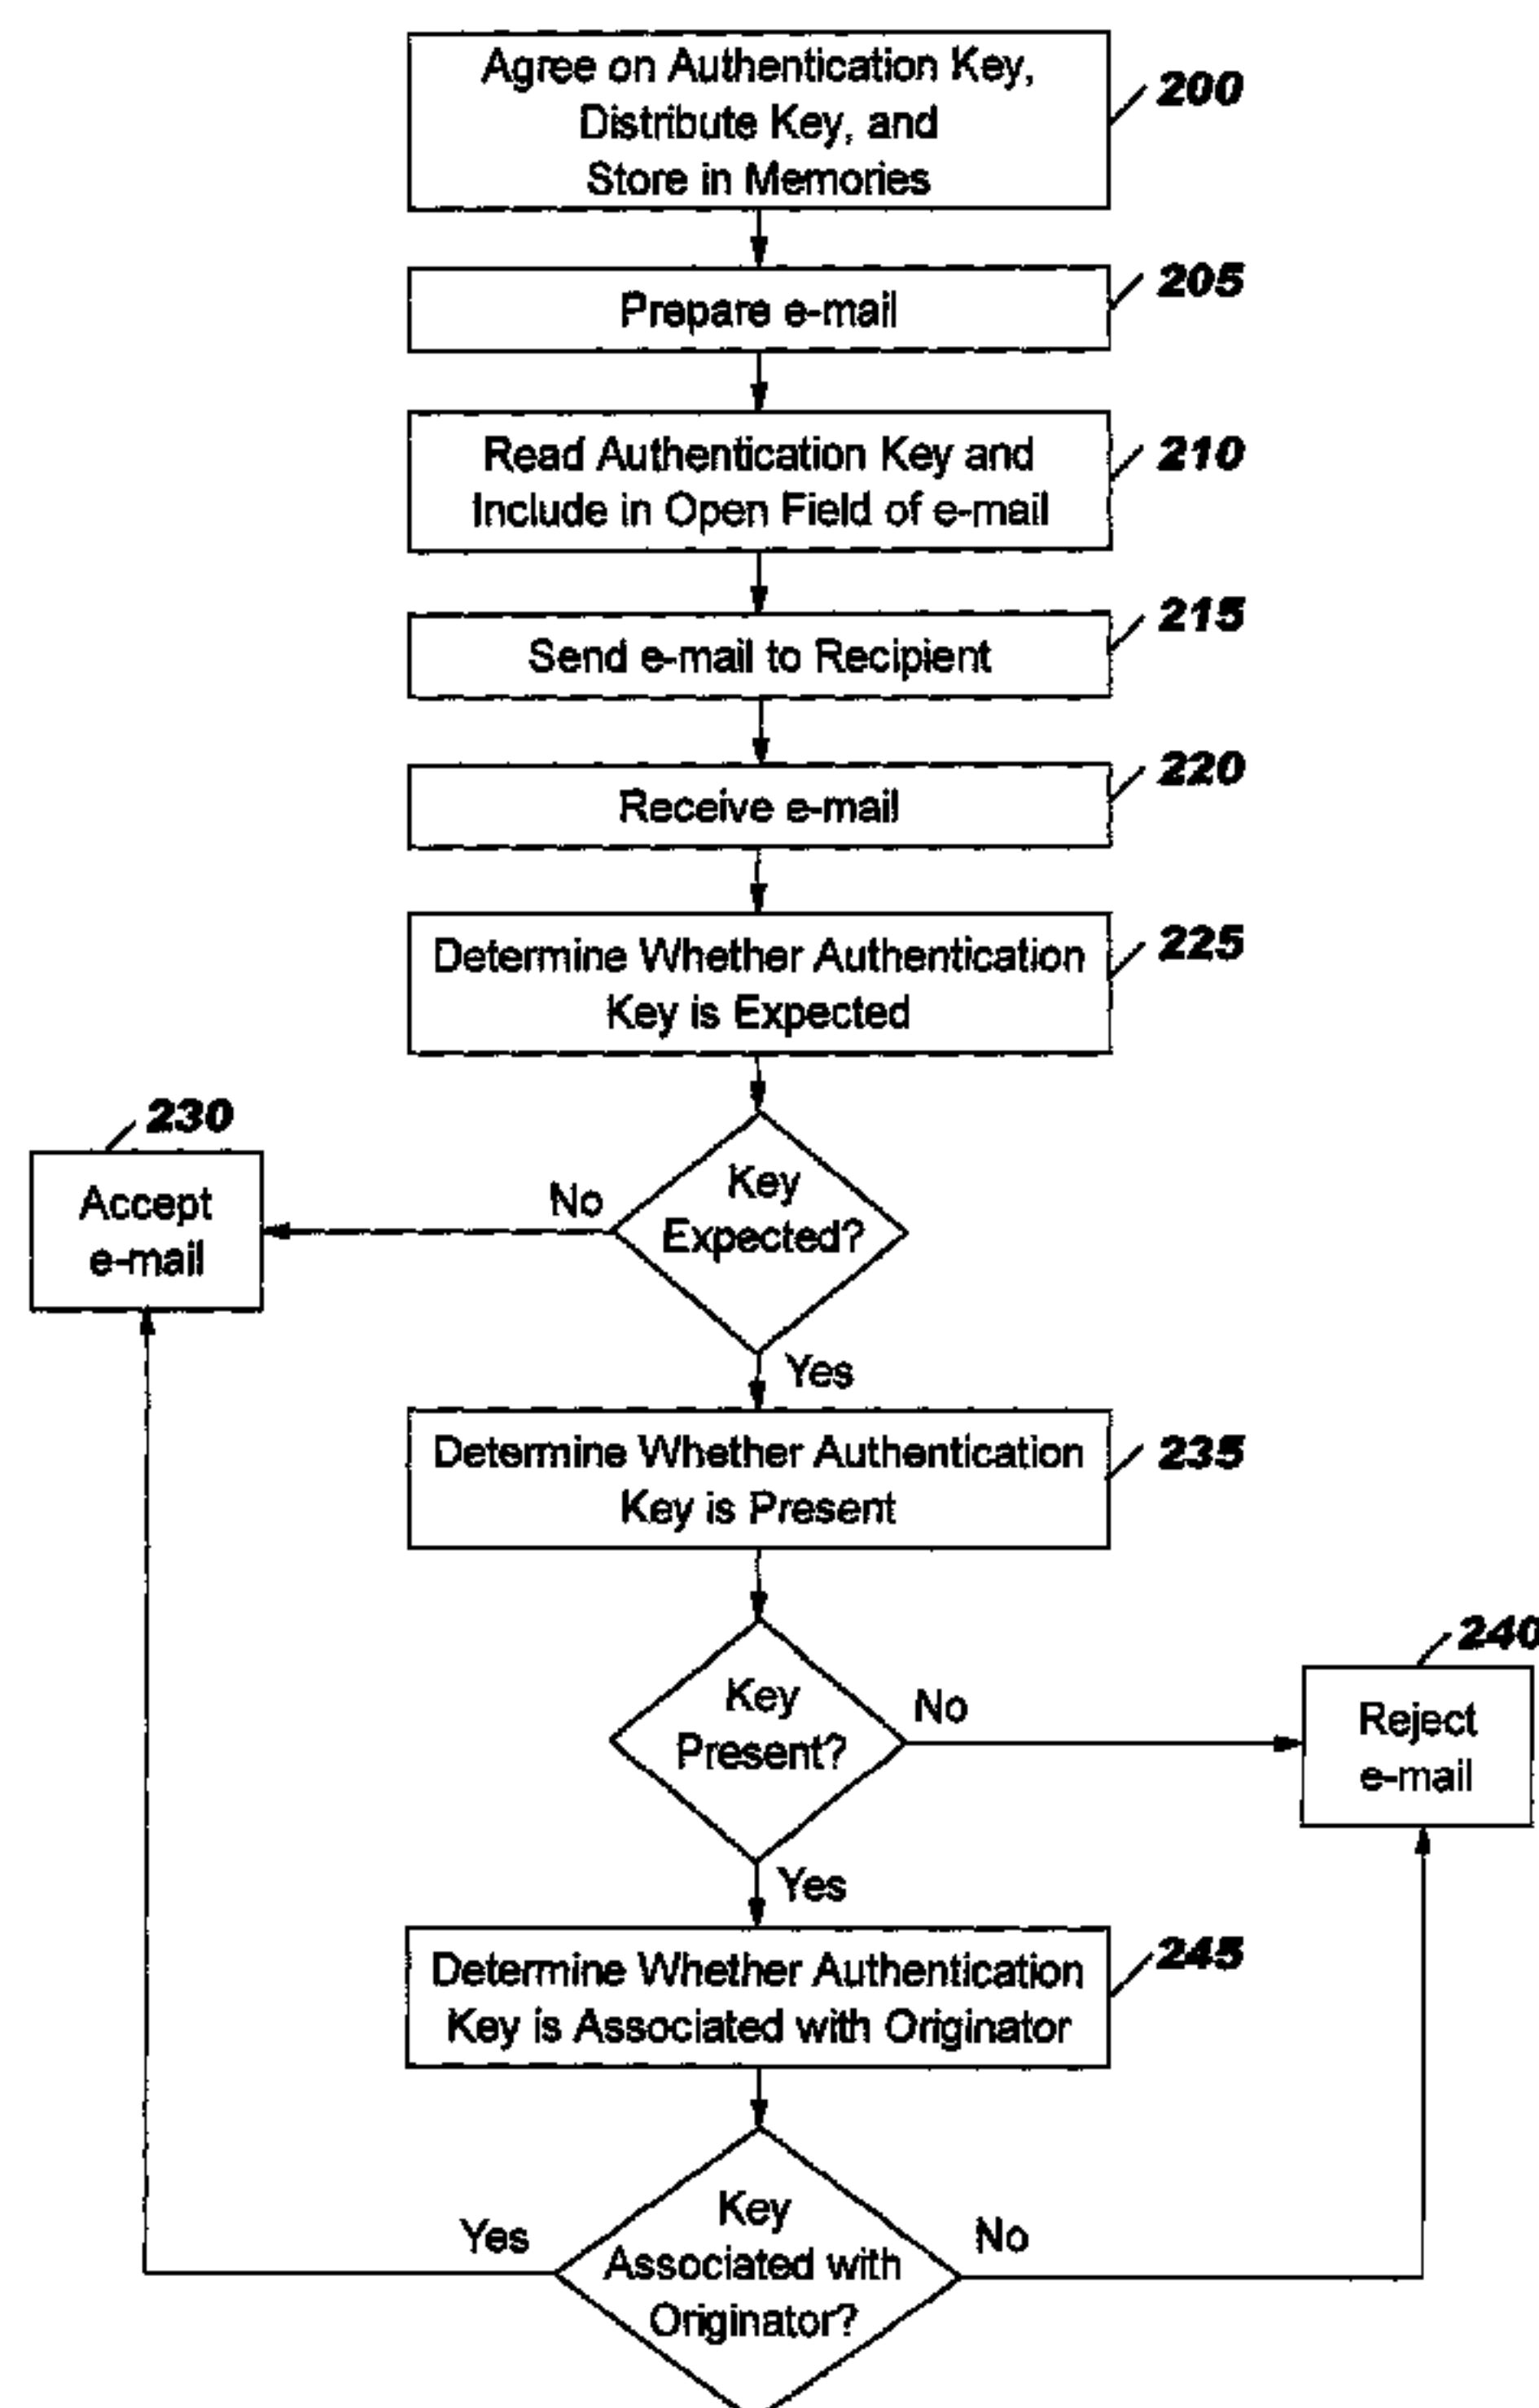 Agree on Authentication Key,
Distribute Key, and
Store in Memories
200
Prepare e-mail
205
Read Authentication Key and
Include in Open Field of e-mail
210
Send e-mail to Recipient
215
Receive e-mail
220
Determine Whether Authentication
Key is Expected
225
Key
Expected?
No
230
Accept
e-mail
Yes
Determine Whether Authentication
Key is Present
235
Key
Present?
No
240
Reject
e-mail
Yes
Determine Whether Authentication
Key is Associated with Originator
245
Key
Associated with
Originator?
Yes
No